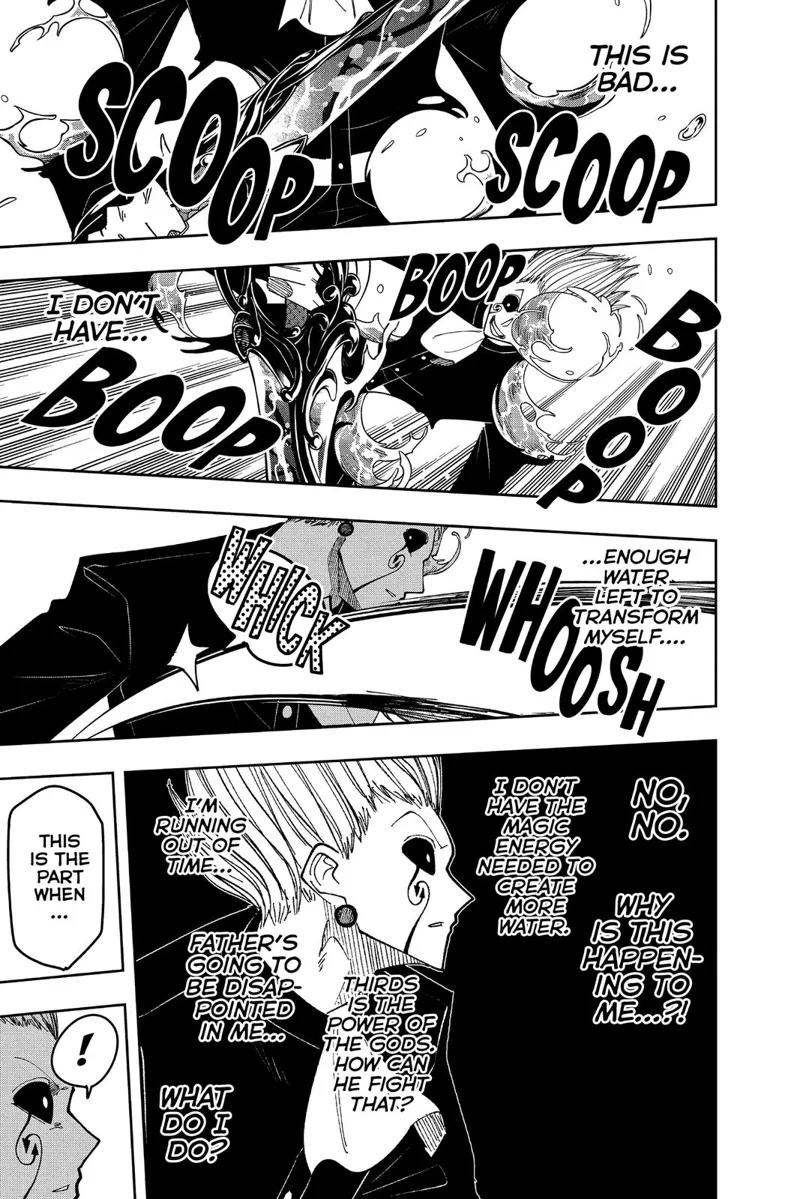 THIS IS
BAD...
SCOOP
SCOOP
BOOP
BOOP
I DON'T
HAVE...
BOOP
...ENOUGH
WATER
LEFT TO
TRANSFORM
MYSELF....
WHOOSH
WHICK
NO,
NO.
WHY
IS THIS
HAPPEN-
ING TO
ME...?!
I DON'T
HAVE THE
MAGIC
ENERGY
NEEDED TO
CREATE
MORE
WATER.
I'M
RUNNING
OUT OF
TIME...
THIRDS
IS THE
POWER OF
THE GODS.
HOW CAN
HE FIGHT
THAT?
FATHER'S
GOING TO
BE DISAP-
POINTED
IN ME...
WHAT
DO I
DO?
THIS
IS THE
PART
WHEN
...
!